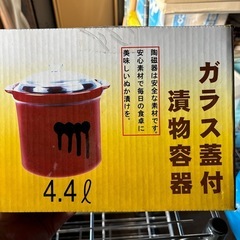 ガラス蓋付
漬物容器
陶磁器は安全な素材です。
安心素材で毎日の食卓に
美味しいぬか漬けを。
4.4ℓ